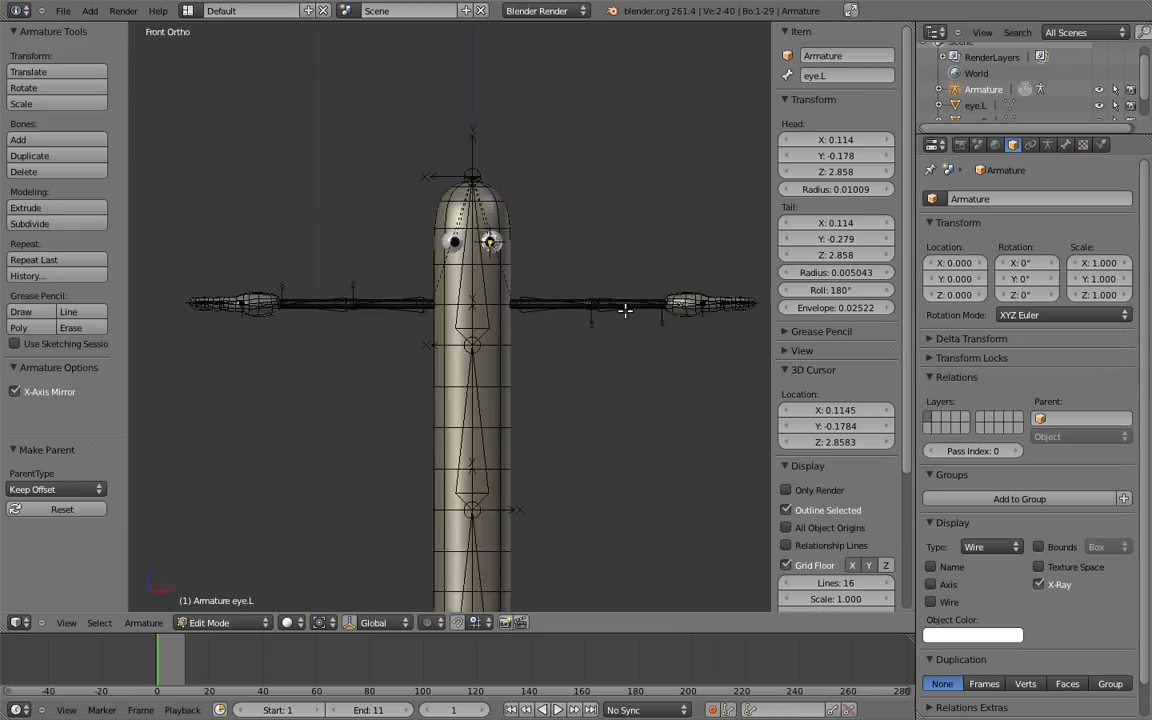 File Add Render Help Default Scene Blender Render blender.org 261.4 | Ve:2-40 | Bo:1-29 | Armature
Armature Tools
Transform:
Translate
Rotate
Scale
Bones:
Add
Duplicate
Delete
Modeling:
Extrude
Subdivide
Repeat:
Repeat Last
History...
Grease Pencil:
Draw Line
Poly Erase
Use Sketching Sessio
Armature Options
X-Axis Mirror
Make Parent
ParentType
Keep Offset
Reset
Front Ortho
(1) Armature eye.L
View Select Armature Edit Mode Global
Item
Armature
eye.L
Transform
Head:
X: 0.114
Y: -0.178
Z: 2.858
Radius: 0.01009
Tail:
X: 0.114
Y: -0.279
Z: 2.858
Radius: 0.005043
Roll: 180°
Envelope: 0.02522
Grease Pencil
View
3D Cursor
Location:
X: 0.1145
Y: -0.1784
Z: 2.8583
Display
Only Render
Outline Selected
All Object Origins
Relationship Lines
Grid Floor X Y Z
Lines: 16
Scale: 1.000
View Search All Scenes
RenderLayers
World
Armature
eye.L
Armature
Armature
Transform
Location: Rotation: Scale:
X: 0.000 X: 0° X: 1.000
Y: 0.000 Y: 0° Y: 1.000
Z: 0.000 Z: 0° Z: 1.000
Rotation Mode: XYZ Euler
Delta Transform
Transform Locks
Relations
Layers: Parent:
Object
Pass Index: 0
Groups
Add to Group
Display
Type: Wire Bounds Box
Name Texture Space
Axis X-Ray
Wire
Object Color:
Duplication
None Frames Verts Faces Group
Relations Extras
-40 -20 0 20 40 60 80 100 120 140 160 180 200 220 240 260 280
View Marker Frame Playback Start: 1 End: 11 1 No Sync